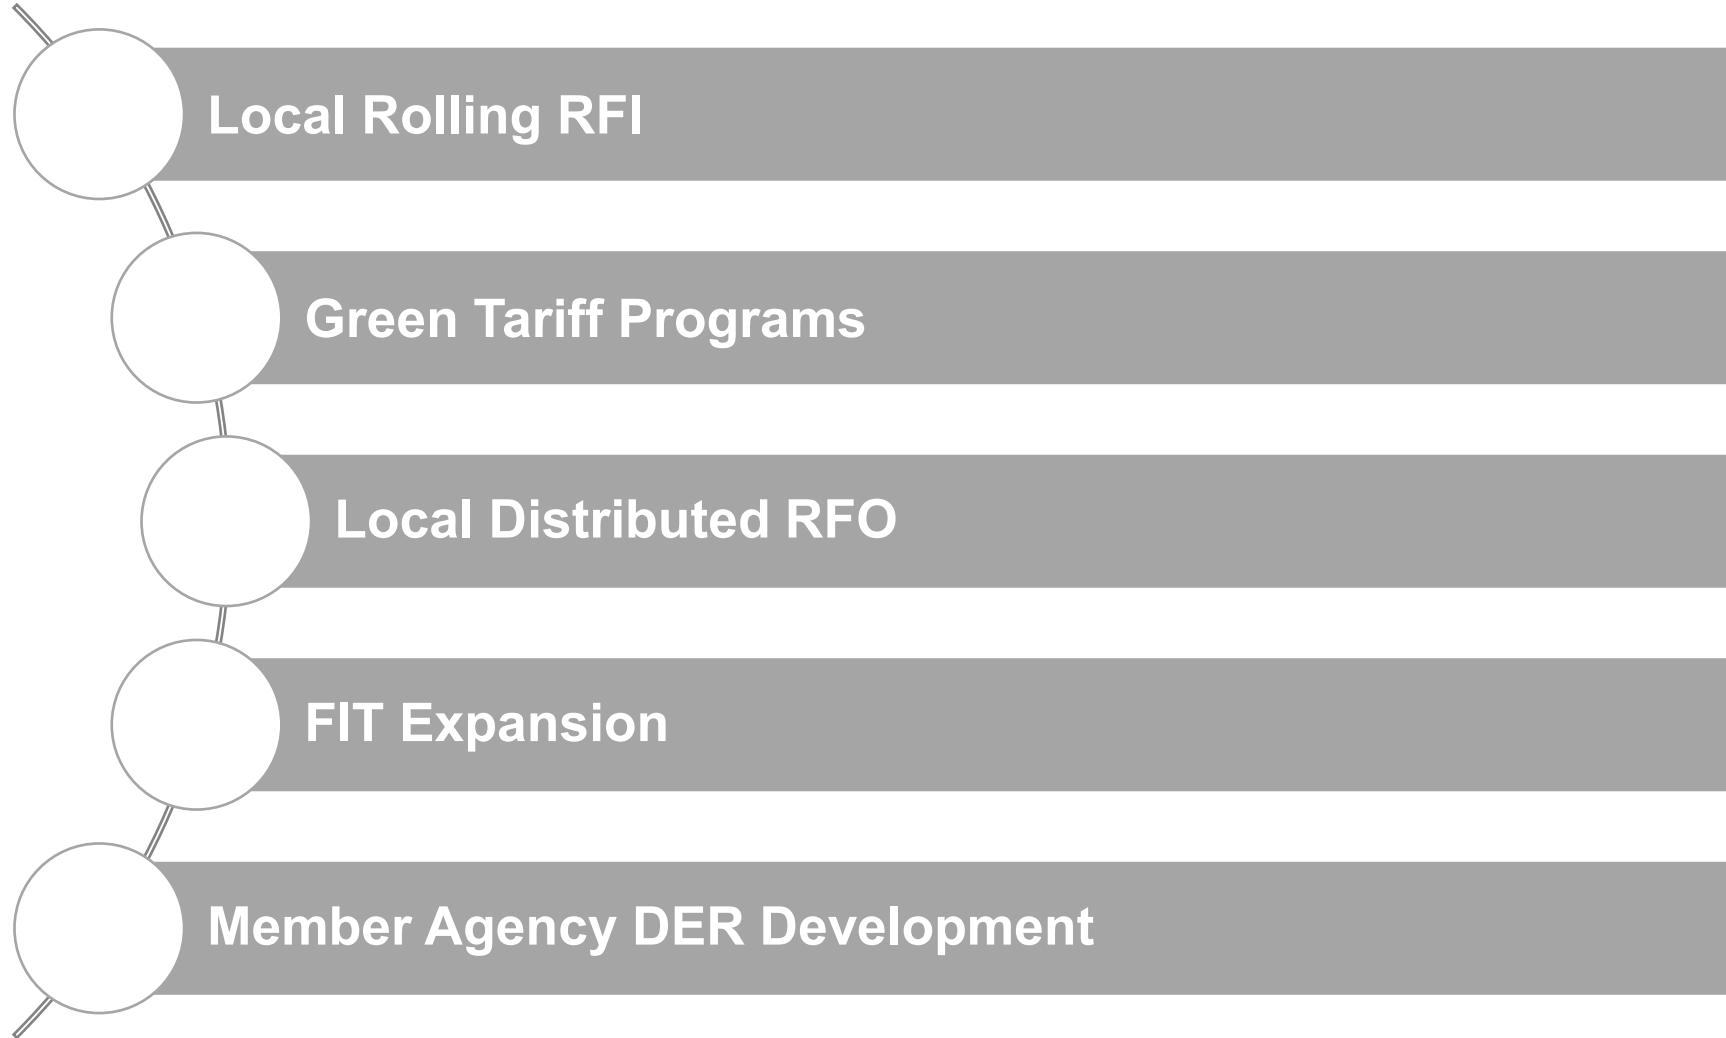 Local Rolling RFI
Green Tariff Programs
Local Distributed RFO
FIT Expansion
Member Agency DER Development